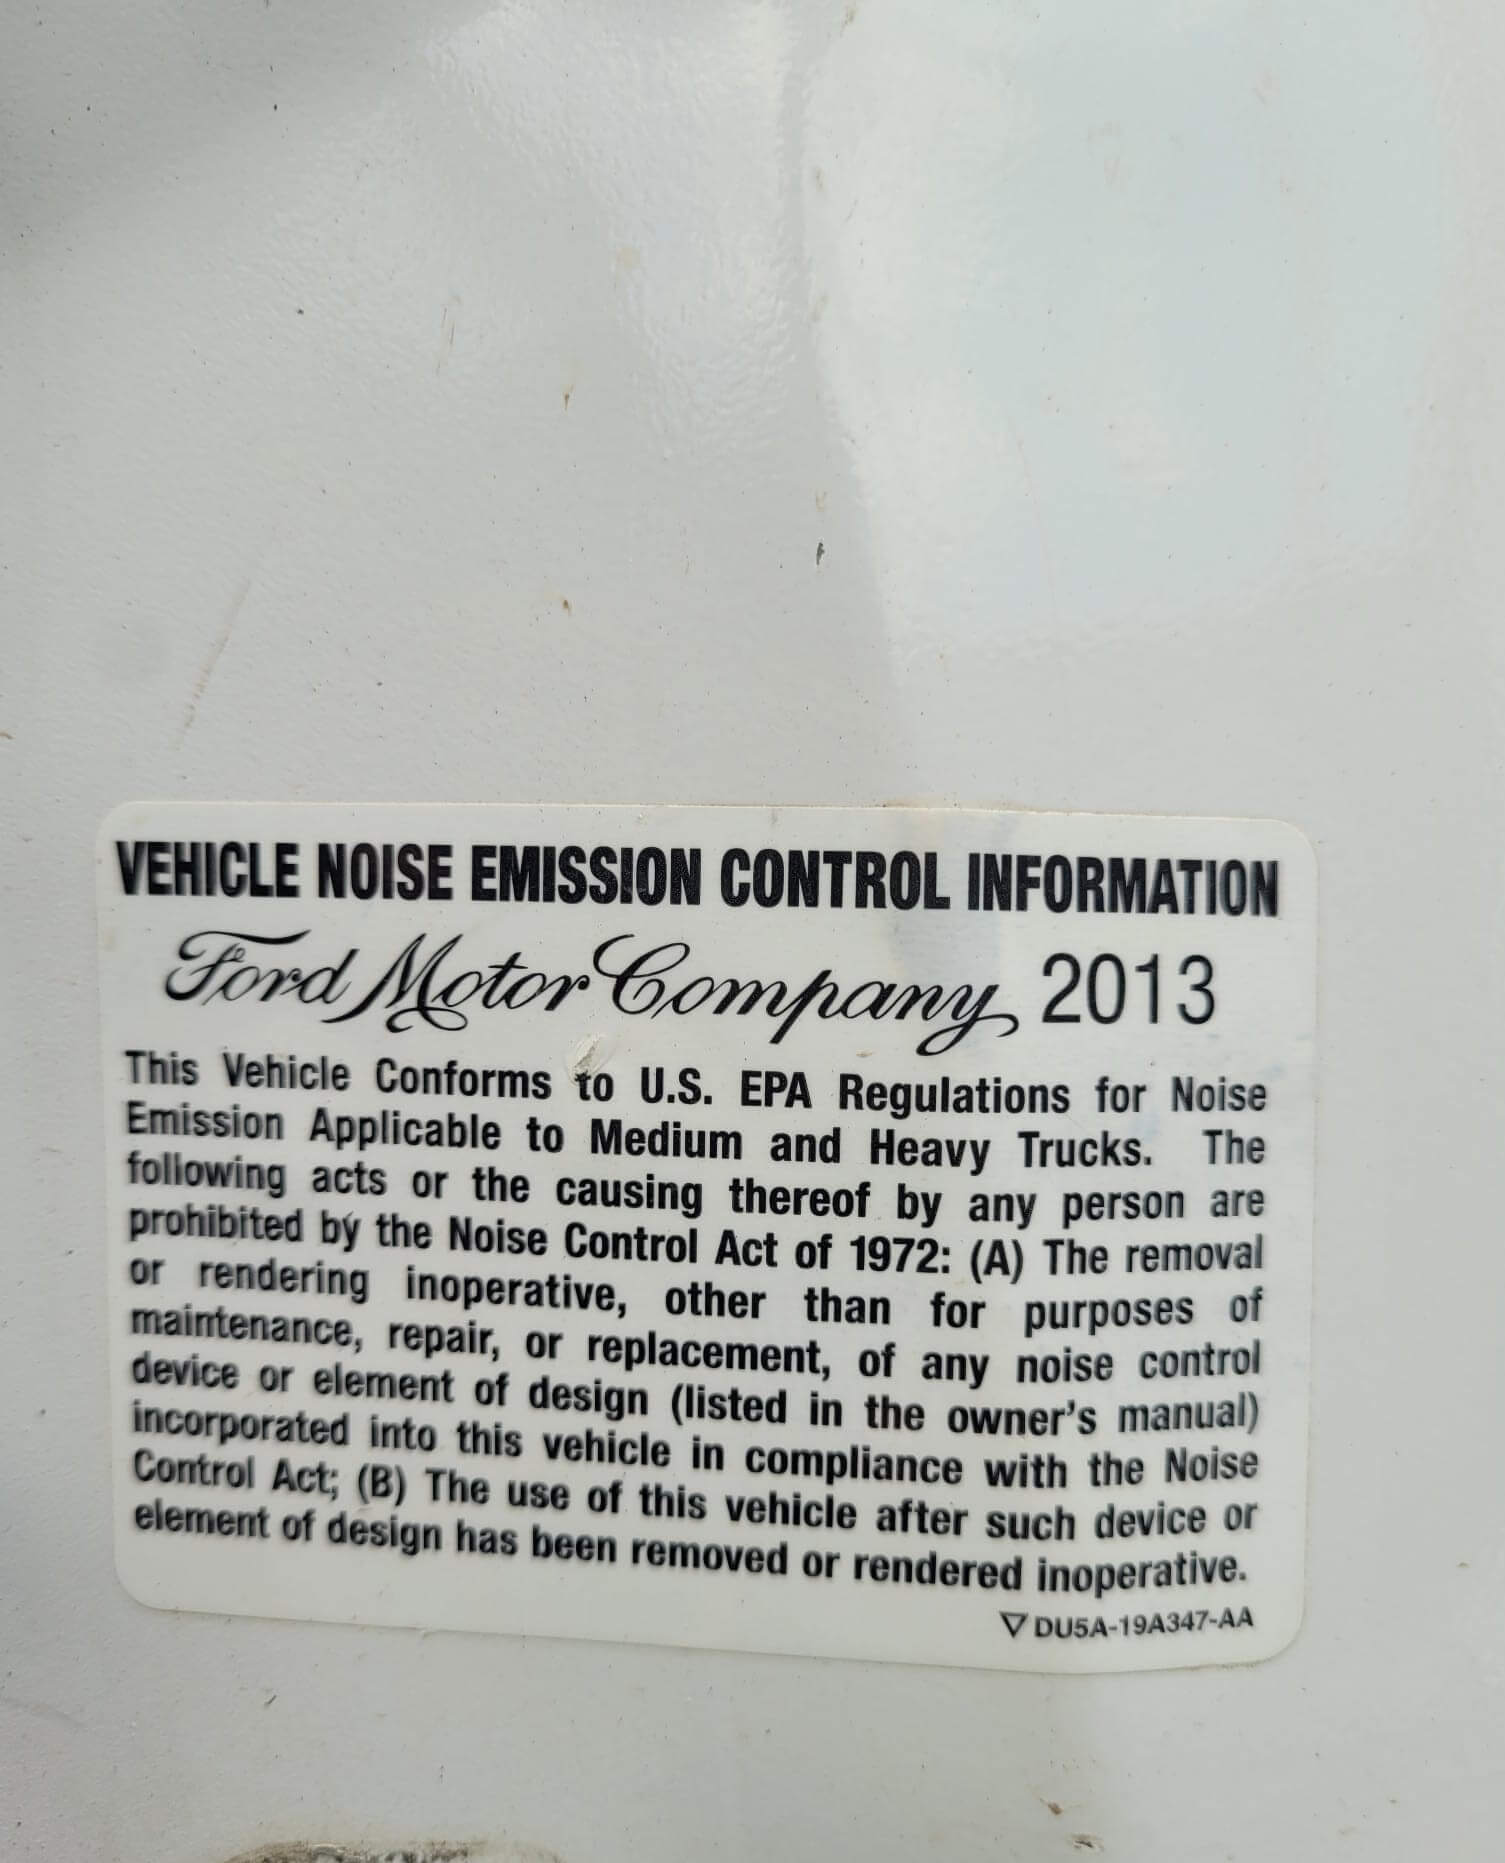 VEHICLE NOISE EMISSION CONTROL INFORMATION
Ford Motor Company 2013
This Vehicle Conforms to U.S. EPA Regulations for Noise
Emission Applicable to Medium and Heavy Trucks. The
following acts or the causing thereof by any person are
prohibited by the Noise Control Act of 1972: (A) The removal
or rendering inoperative, other than for purposes of
maintenance, repair, or replacement, of any noise control
device or element of design (listed in the owner's manual)
incorporated into this vehicle in compliance with the Noise
Control Act; (B) The use of this vehicle after such device or
element of design has been removed or rendered inoperative.
▽ DU5A-19A347-AA